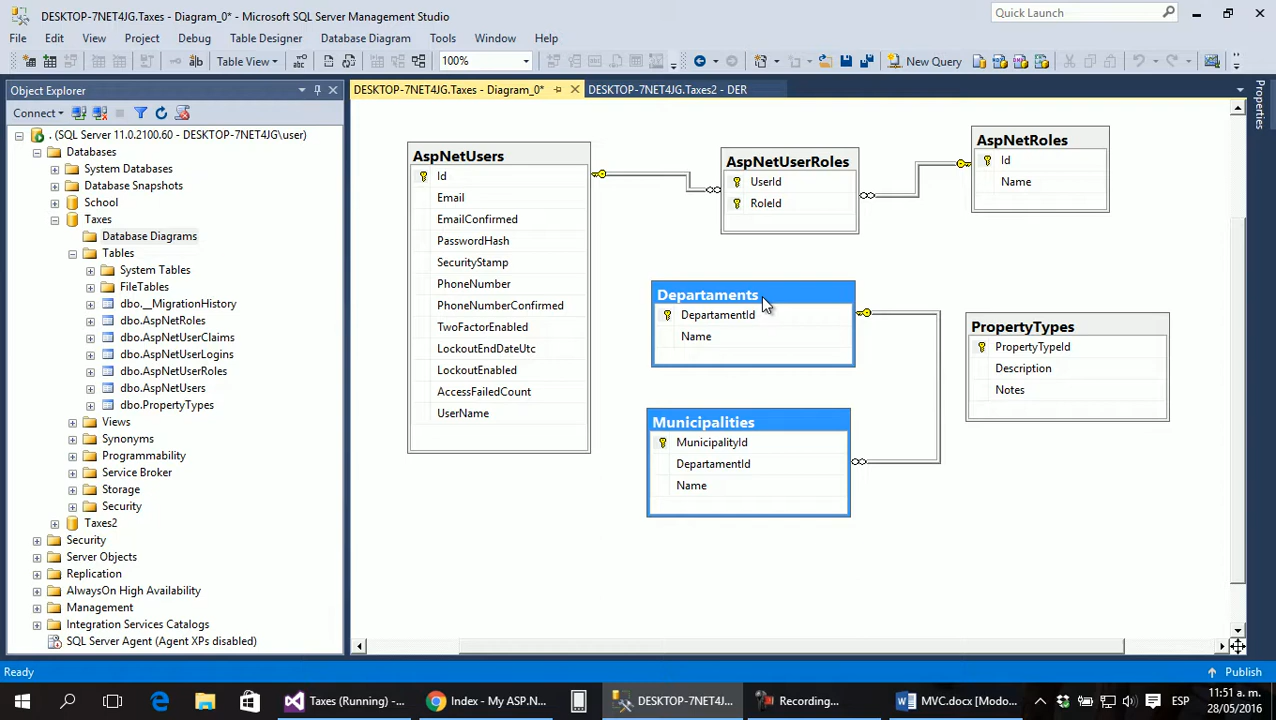 DESKTOP-7NET4JG.Taxes - Diagram_0* - Microsoft SQL Server Management Studio
Quick Launch
File Edit View Project Debug Table Designer Database Diagram Tools Window Help
Table View 100% New Query
Object Explorer
DESKTOP-7NET4JG.Taxes - Diagram_0* DESKTOP-7NET4JG.Taxes2 - DER
Properties
Connect
. (SQL Server 11.0.2100.60 - DESKTOP-7NET4JG\user)
Databases
System Databases
Database Snapshots
School
Taxes
Database Diagrams
Tables
System Tables
FileTables
dbo.__MigrationHistory
dbo.AspNetRoles
dbo.AspNetUserClaims
dbo.AspNetUserLogins
dbo.AspNetUserRoles
dbo.AspNetUsers
dbo.PropertyTypes
Views
Synonyms
Programmability
Service Broker
Storage
Security
Taxes2
Security
Server Objects
Replication
AlwaysOn High Availability
Management
Integration Services Catalogs
SQL Server Agent (Agent XPs disabled)
AspNetUsers
Id
Email
EmailConfirmed
PasswordHash
SecurityStamp
PhoneNumber
PhoneNumberConfirmed
TwoFactorEnabled
LockoutEndDateUtc
LockoutEnabled
AccessFailedCount
UserName
AspNetUserRoles
UserId
RoleId
AspNetRoles
Id
Name
Departaments
DepartamentId
Name
Municipalities
MunicipalityId
DepartamentId
Name
PropertyTypes
PropertyTypeId
Description
Notes
Ready
Publish
Taxes (Running) -...
Index - My ASP.N...
DESKTOP-7NET4J...
Recording...
MVC.docx [Modo...
ESP
11:51 a. m.
28/05/2016